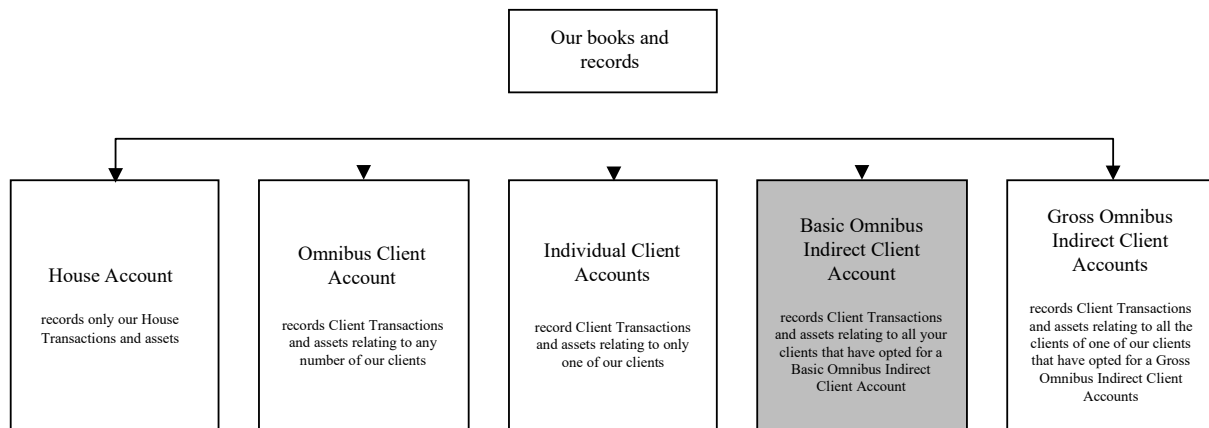 Our books and
records
House Account
records only our House
Transactions and assets
Omnibus Client
Account
records Client Transactions
and assets relating to any
number of our clients
Individual Client
Accounts
record Client Transactions
and assets relating to only
one of our clients
Basic Omnibus
Indirect Client
Account
records Client Transactions
and assets relating to all your
clients that have opted for a
Basic Omnibus Indirect
Client Account
Gross Omnibus
Indirect Client
Accounts
records Client Transactions
and assets relating to all the
clients of one of our clients
that have opted for a Gross
Omnibus Indirect Client
Accounts